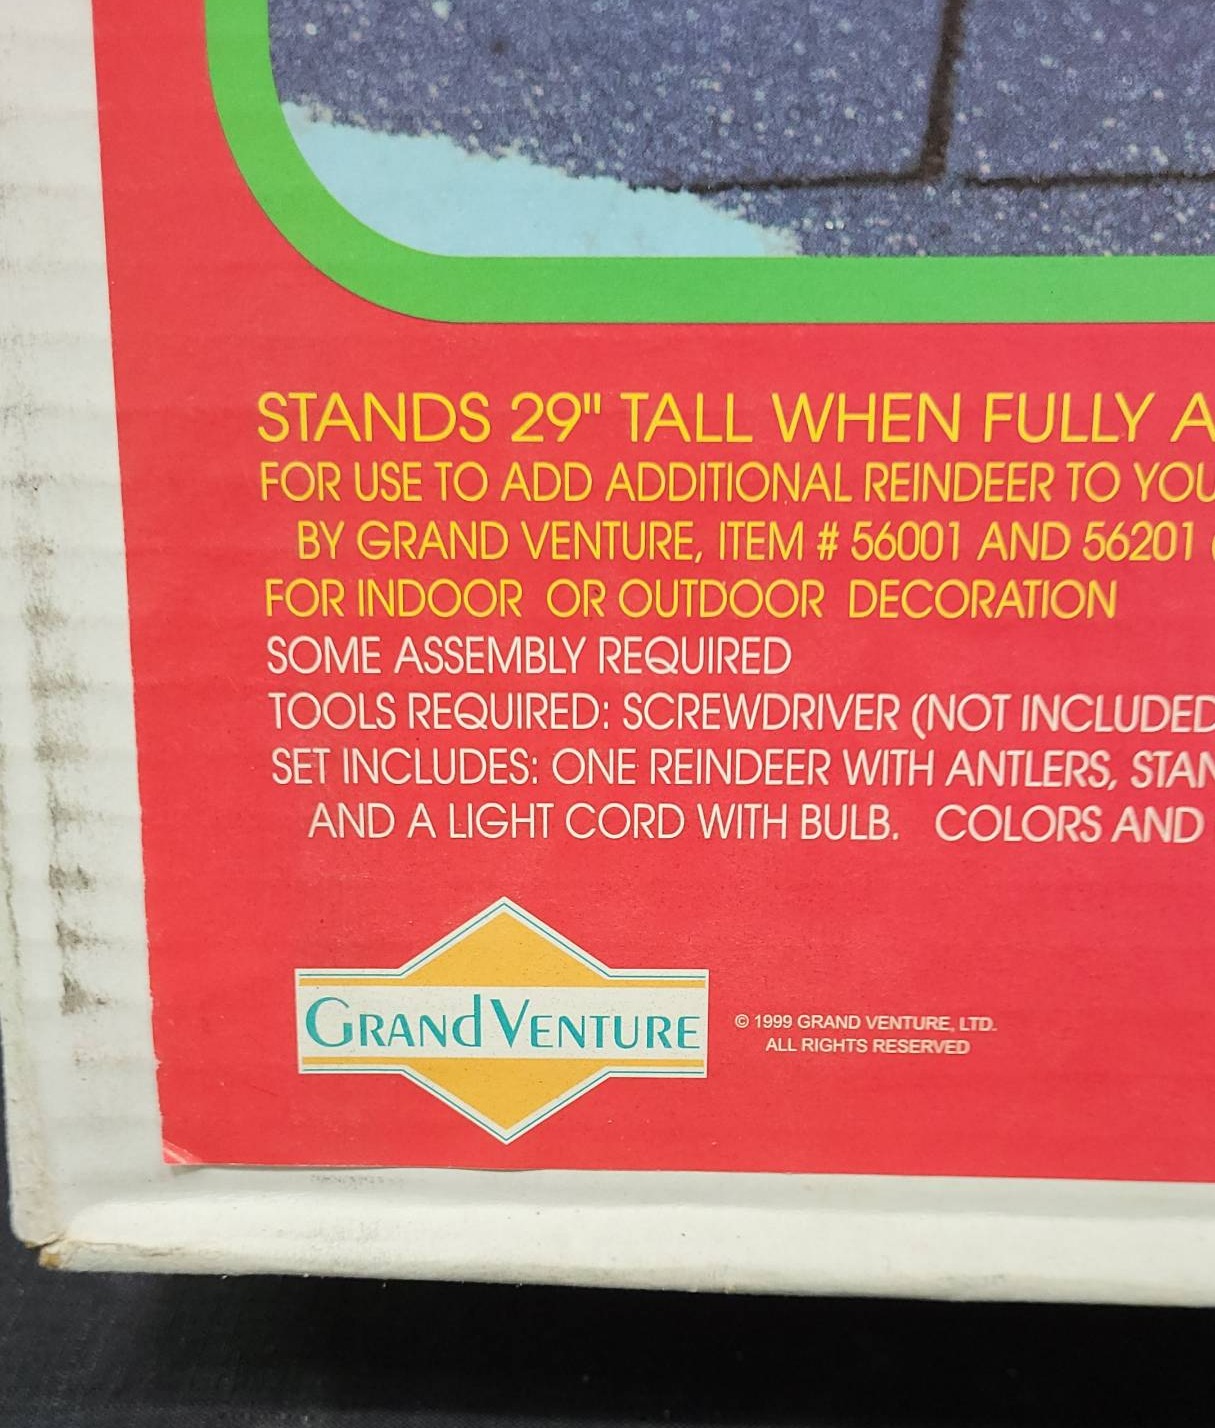 STANDS 29" TALL WHEN FULLY
FOR USE TO ADD ADDITIONAL REINDEER TO
BY GRAND VENTURE, ITEM # 56001 AND 56201
FOR INDOOR OR OUTDOOR DECORATION
SOME ASSEMBLY REQUIRED
TOOLS REQUIRED: SCREWDRIVER (NOT INCLUDED
SET INCLUDES: ONE REINDEER WITH ANTLERS,
AND A LIGHT CORD WITH BULB. COLORS AND
GRANd VENTURE
© 1999 GRAND VENTURE, LTD.
ALL RIGHTS RESERVED